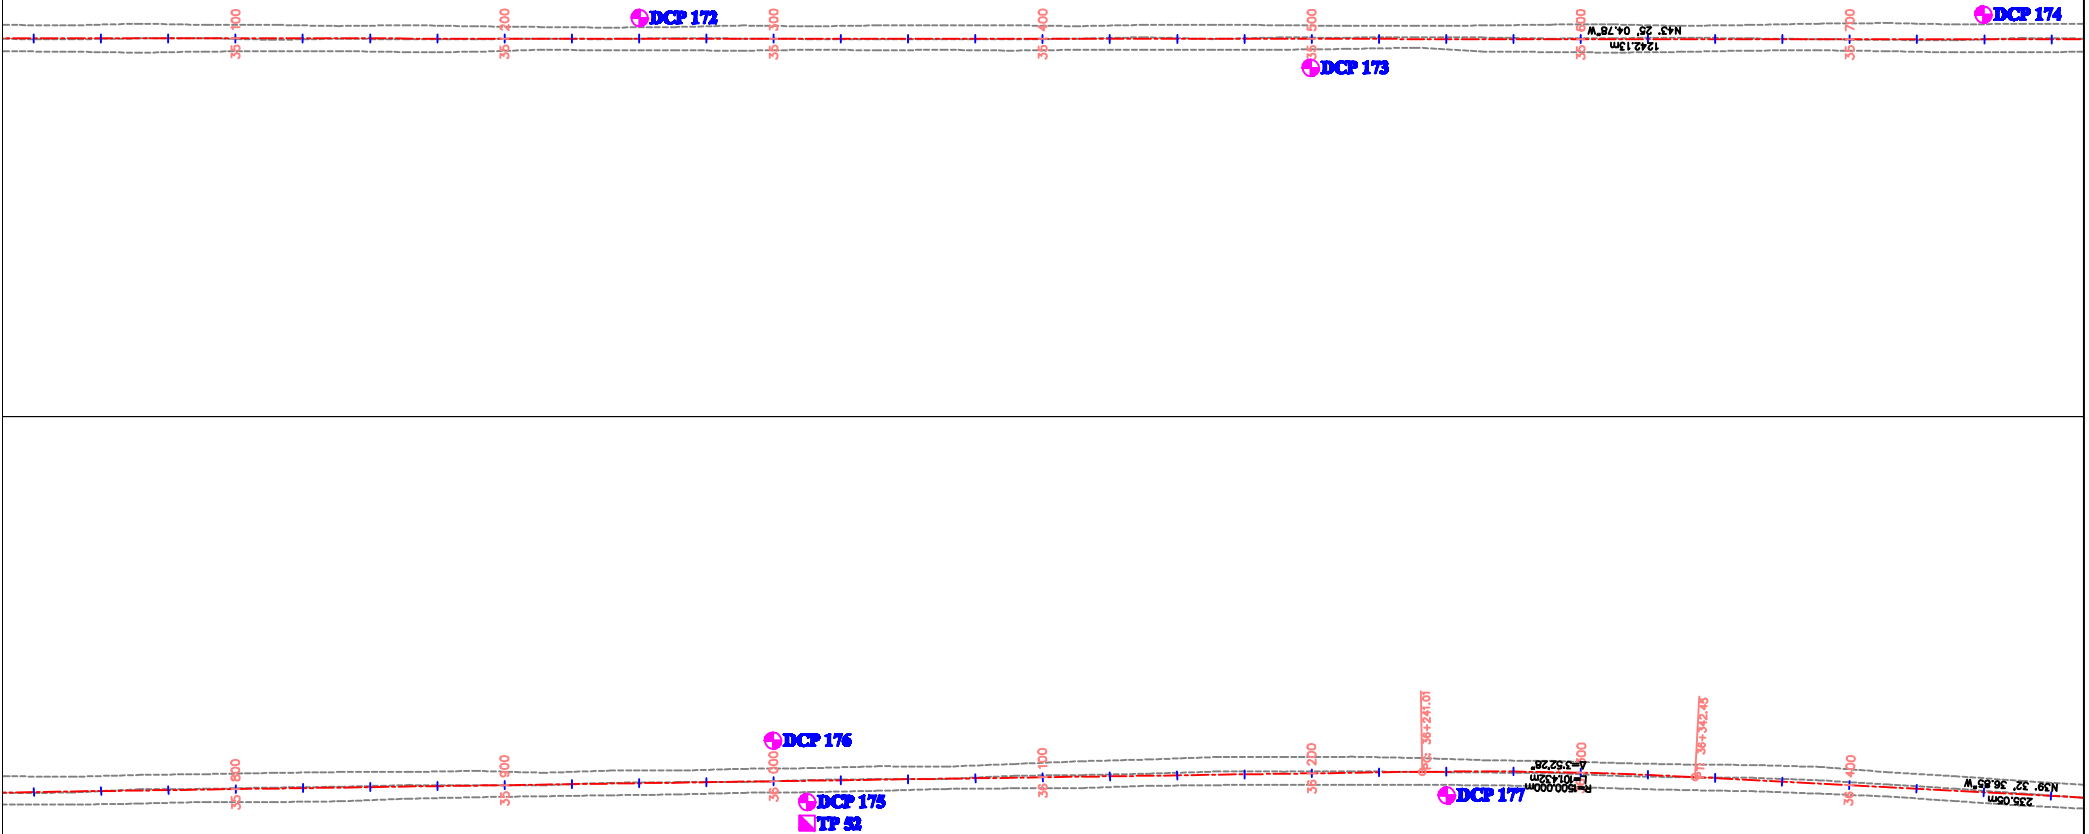 35 100
35 200
DCP 172
35 300
35 400
35 500
DCP 173
35 600
N43° 25' 04.78"W
1242.13m
35 700
DCP 174
35 800
35 900
DCP 176
36 000
DCP 175
TP 52
36 100
36 200
36+241.01
DCP 177
Δ=3°52'28"
L=101.432m
R=1500.000m
36+342.45
36 400
N39° 32' 36.85"W
235.05m